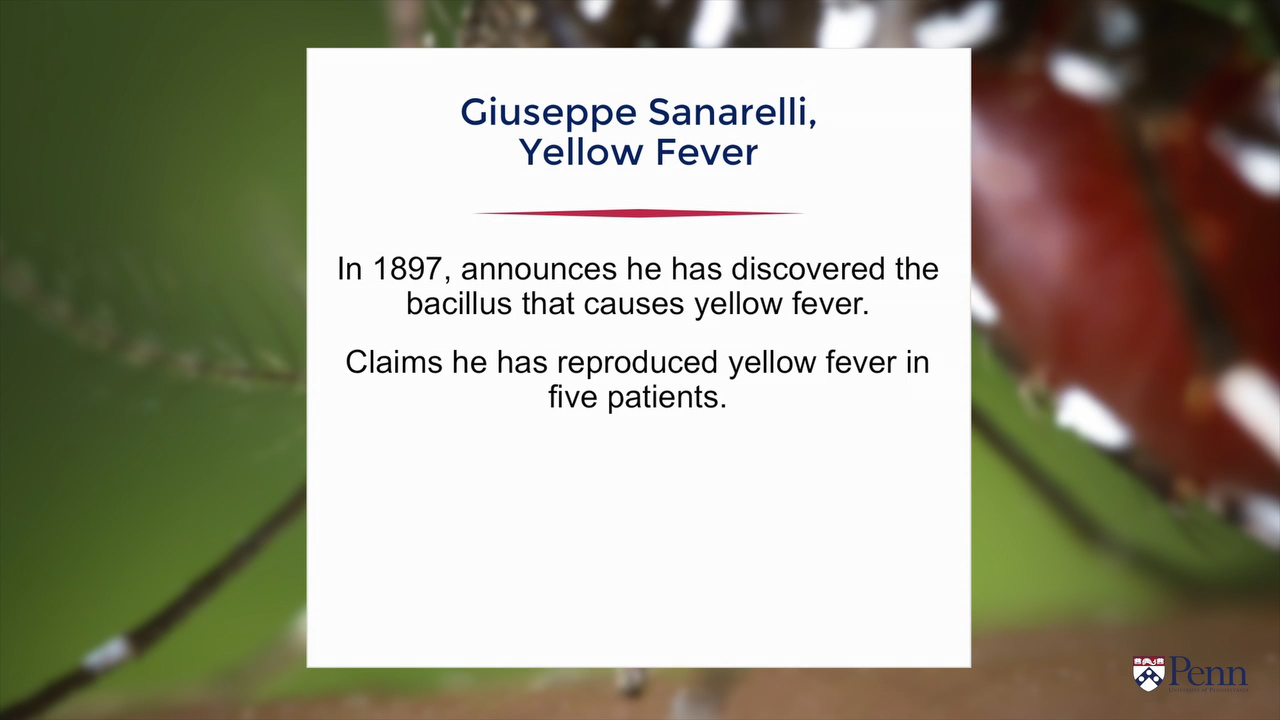 Giuseppe Sanarelli,
Yellow Fever
In 1897, announces he has discovered the
bacillus that causes yellow fever.
Claims he has reproduced yellow fever in
five patients.
Penn